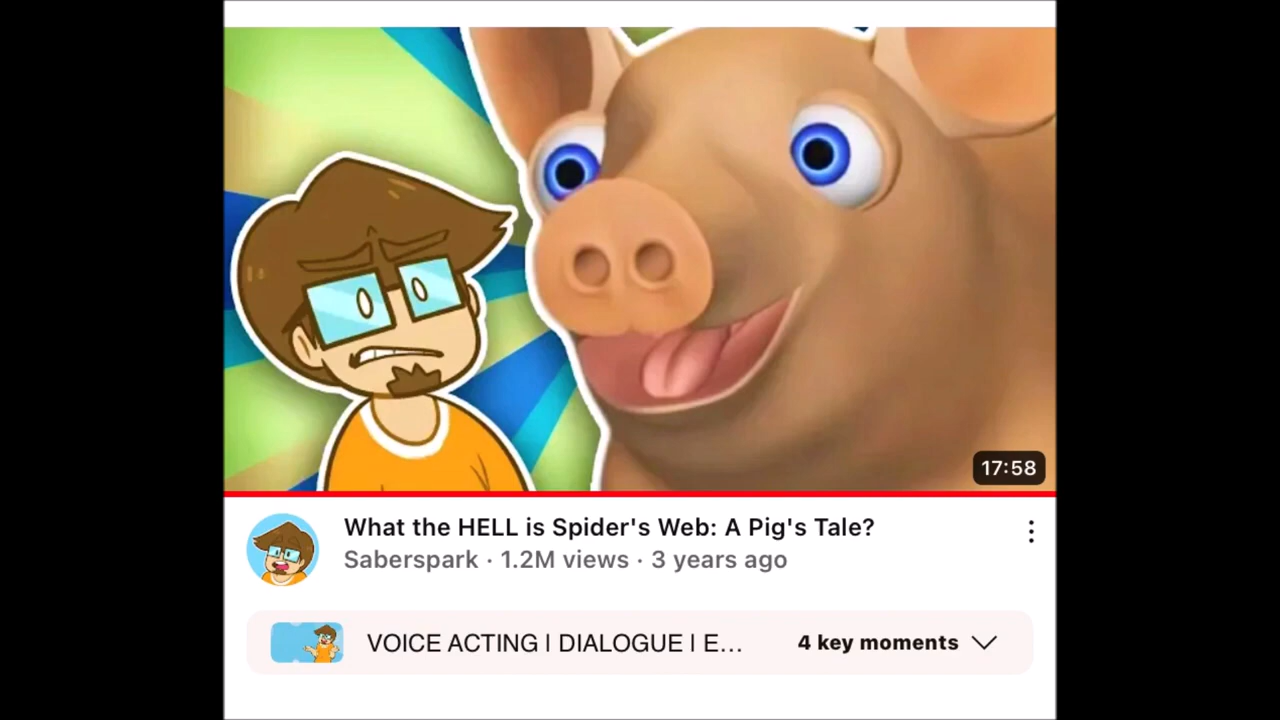 17:58
What the HELL is Spider's Web: A Pig's Tale?
Saberspark · 1.2M views · 3 years ago
VOICE ACTING | DIALOGUE | E... 4 key moments